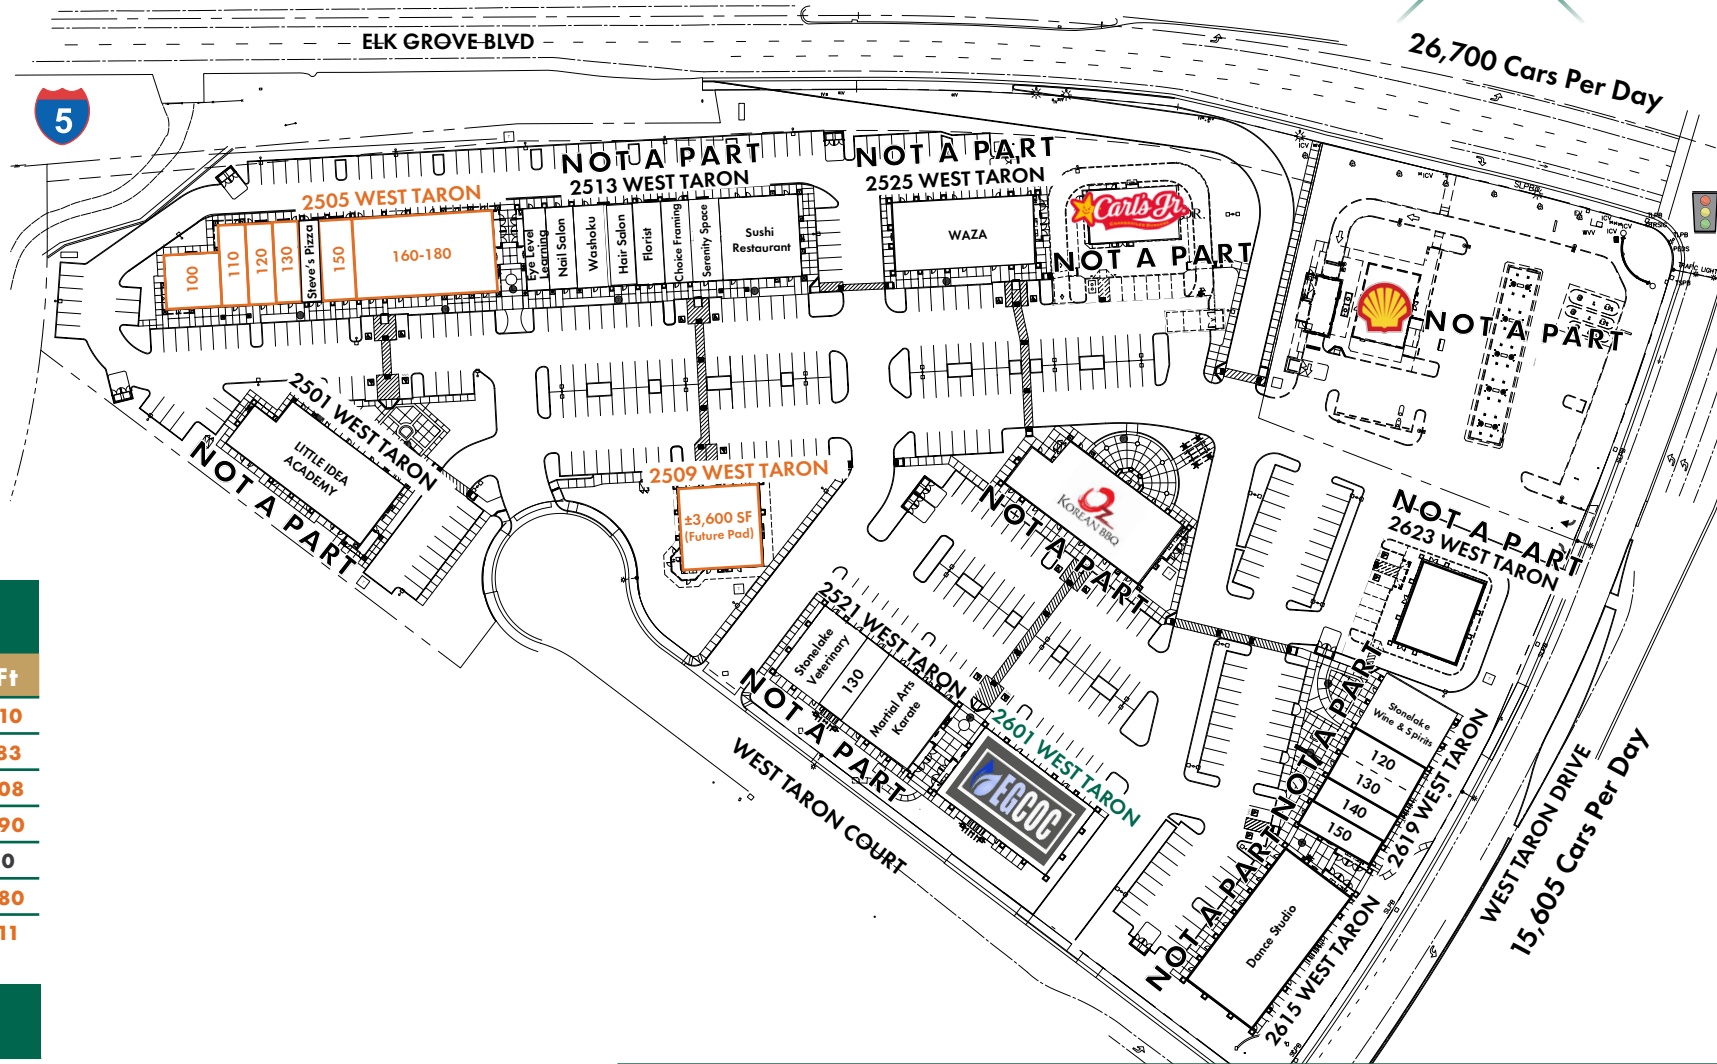 ELK GROVE BLVD
26,700 Cars Per Day
5
NOT A PART
2513 WEST TARON
NOT A PART
2525 WEST TARON
2505 WEST TARON
100
110
120
130
Steve's Pizza
150
160-180
Eye Level
Learning
Nail Salon
Washoku
Hair Salon
Florist
Choice Framing
Serenity Space
Sushi
Restaurant
WAZA
Carl's Jr.
NOT A PART
NOT A PART
2501 WEST TARON
LITTLE IDEA
ACADEMY
NOT A PART
2509 WEST TARON
±3,600 SF
(Future Pad)
KOREAN BBQ
NOT A PART
NOT A PART
2623 WEST TARON
2521 WEST TARON
Stonelake
Veterinary
130
Martial Arts
Karate
NOT A PART
2601 WEST TARON
EGCOC
WEST TARON COURT
NOT A PART
Stonelake
Wine & Spirits
120
130
140
150
2619 WEST TARON
NOT A PART
Dance Studio
2615 WEST TARON
WEST TARON DRIVE
15,605 Cars Per Day
Ft
10
83
08
90
0
80
11